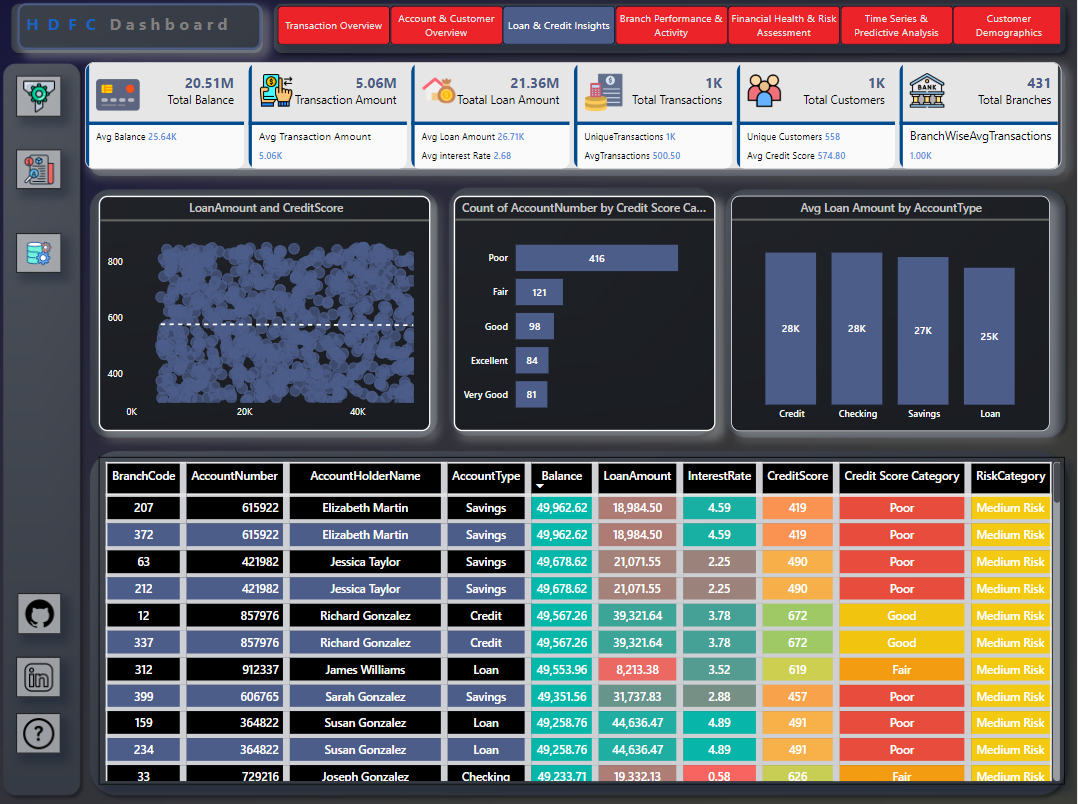 HDFC Dashboard
Transaction Overview
Account & Customer
Overview
Loan & Credit Insights
Branch Performance &
Activity
Financial Health & Risk
Assessment
Time Series &
Predictive Analysis
Customer
Demographics
20.51M
Total Balance
Avg Balance 25.64K
5.06M
Transaction Amount
Avg Transaction Amount
5.06K
21.36M
Toatal Loan Amount
Avg Loan Amount 26.71K
Avg interest Rate 2.68
1K
Total Transactions
UniqueTransactions 1K
AvgTransactions 500.50
1K
Total Customers
Unique Customers 558
Avg Credit Score 574.80
BANK
431
Total Branches
BranchWiseAvgTransactions
1.00K
LoanAmount and CreditScore
800
600
400
0K 20K 40K
Count of AccountNumber by Credit Score Ca...
Poor 416
Fair 121
Good 98
Excellent 84
Very Good 81
Avg Loan Amount by AccountType
28K 28K 27K 25K
Credit Checking Savings Loan
BranchCode AccountNumber AccountHolderName AccountType Balance LoanAmount InterestRate CreditScore Credit Score Category RiskCategory
207 615922 Elizabeth Martin Savings 49,962.62 18,984.50 4.59 419 Poor Medium Risk
372 615922 Elizabeth Martin Savings 49,962.62 18,984.50 4.59 419 Poor Medium Risk
63 421982 Jessica Taylor Savings 49,678.62 21,071.55 2.25 490 Poor Medium Risk
212 421982 Jessica Taylor Savings 49,678.62 21,071.55 2.25 490 Poor Medium Risk
12 857976 Richard Gonzalez Credit 49,567.26 39,321.64 3.78 672 Good Medium Risk
337 857976 Richard Gonzalez Credit 49,567.26 39,321.64 3.78 672 Good Medium Risk
312 912337 James Williams Loan 49,553.96 8,213.38 3.52 619 Fair Medium Risk
399 606765 Sarah Gonzalez Savings 49,351.56 31,737.83 2.88 457 Poor Medium Risk
159 364822 Susan Gonzalez Loan 49,258.76 44,636.47 4.89 491 Poor Medium Risk
234 364822 Susan Gonzalez Loan 49,258.76 44,636.47 4.89 491 Poor Medium Risk
33 729216 Joseph Gonzalez Checking 49,233.71 19,332.13 0.58 626 Fair Medium Risk
in
?